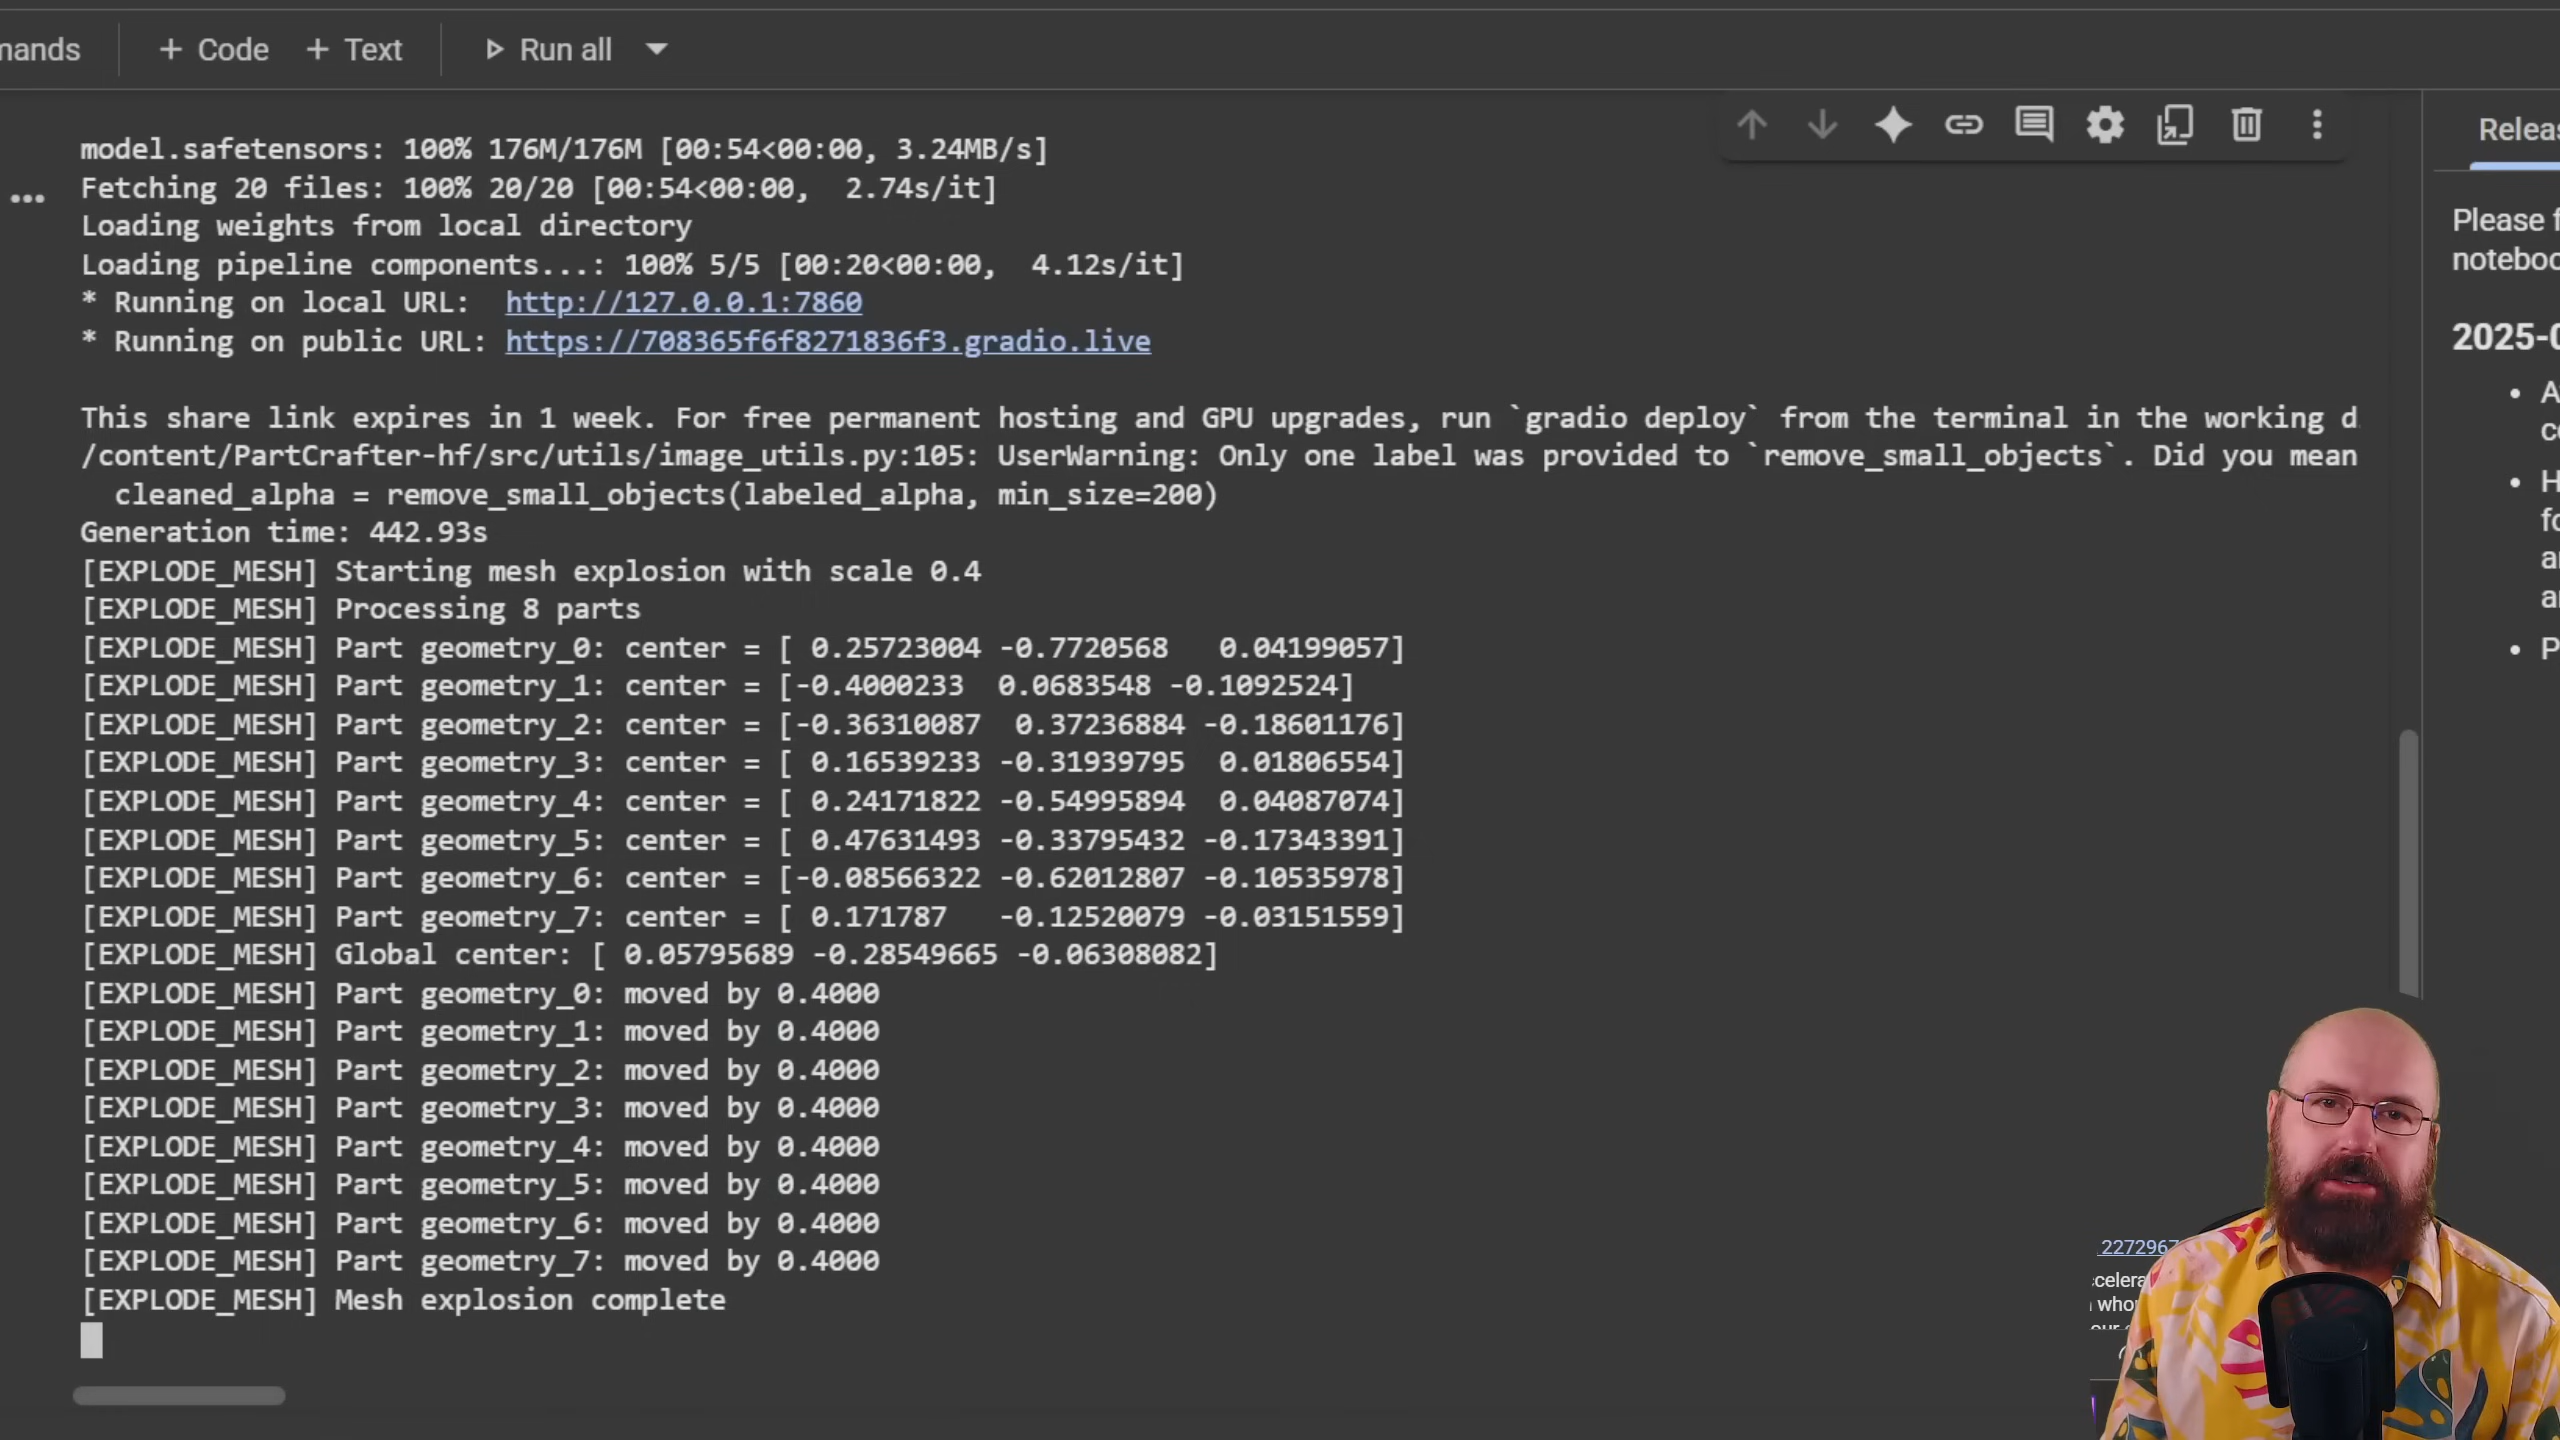 mands + Code + Text Run all
model.safetensors: 100% 176M/176M [00:54<00:00, 3.24MB/s]
Fetching 20 files: 100% 20/20 [00:54<00:00,  2.74s/it]
Loading weights from local directory
Loading pipeline components...: 100% 5/5 [00:20<00:00,  4.12s/it]
* Running on local URL:  http://127.0.0.1:7860
* Running on public URL: https://708365f6f8271836f3.gradio.live
This share link expires in 1 week. For free permanent hosting and GPU upgrades, run `gradio deploy` from the terminal in the working d
/content/PartCrafter-hf/src/utils/image_utils.py:105: UserWarning: Only one label was provided to `remove_small_objects`. Did you mean
cleaned_alpha = remove_small_objects(labeled_alpha, min_size=200)
Generation time: 442.93s
[EXPLODE_MESH] Starting mesh explosion with scale 0.4
[EXPLODE_MESH] Processing 8 parts
[EXPLODE_MESH] Part geometry_0: center = [ 0.25723004 -0.7720568   0.04199057]
[EXPLODE_MESH] Part geometry_1: center = [-0.4000233  0.0683548 -0.1092524]
[EXPLODE_MESH] Part geometry_2: center = [-0.36310087  0.37236884 -0.18601176]
[EXPLODE_MESH] Part geometry_3: center = [ 0.16539233 -0.31939795  0.01806554]
[EXPLODE_MESH] Part geometry_4: center = [ 0.24171822 -0.54995894  0.04087074]
[EXPLODE_MESH] Part geometry_5: center = [ 0.47631493 -0.33795432 -0.17343391]
[EXPLODE_MESH] Part geometry_6: center = [-0.08566322 -0.62012807 -0.10535978]
[EXPLODE_MESH] Part geometry_7: center = [ 0.171787   -0.12520079 -0.03151559]
[EXPLODE_MESH] Global center: [ 0.05795689 -0.28549665 -0.06308082]
[EXPLODE_MESH] Part geometry_0: moved by 0.4000
[EXPLODE_MESH] Part geometry_1: moved by 0.4000
[EXPLODE_MESH] Part geometry_2: moved by 0.4000
[EXPLODE_MESH] Part geometry_3: moved by 0.4000
[EXPLODE_MESH] Part geometry_4: moved by 0.4000
[EXPLODE_MESH] Part geometry_5: moved by 0.4000
[EXPLODE_MESH] Part geometry_6: moved by 0.4000
[EXPLODE_MESH] Part geometry_7: moved by 0.4000
[EXPLODE_MESH] Mesh explosion complete
Releas
Please f
noteboo
2025-0
A
H
fo
a
a
P
227296
celera
who